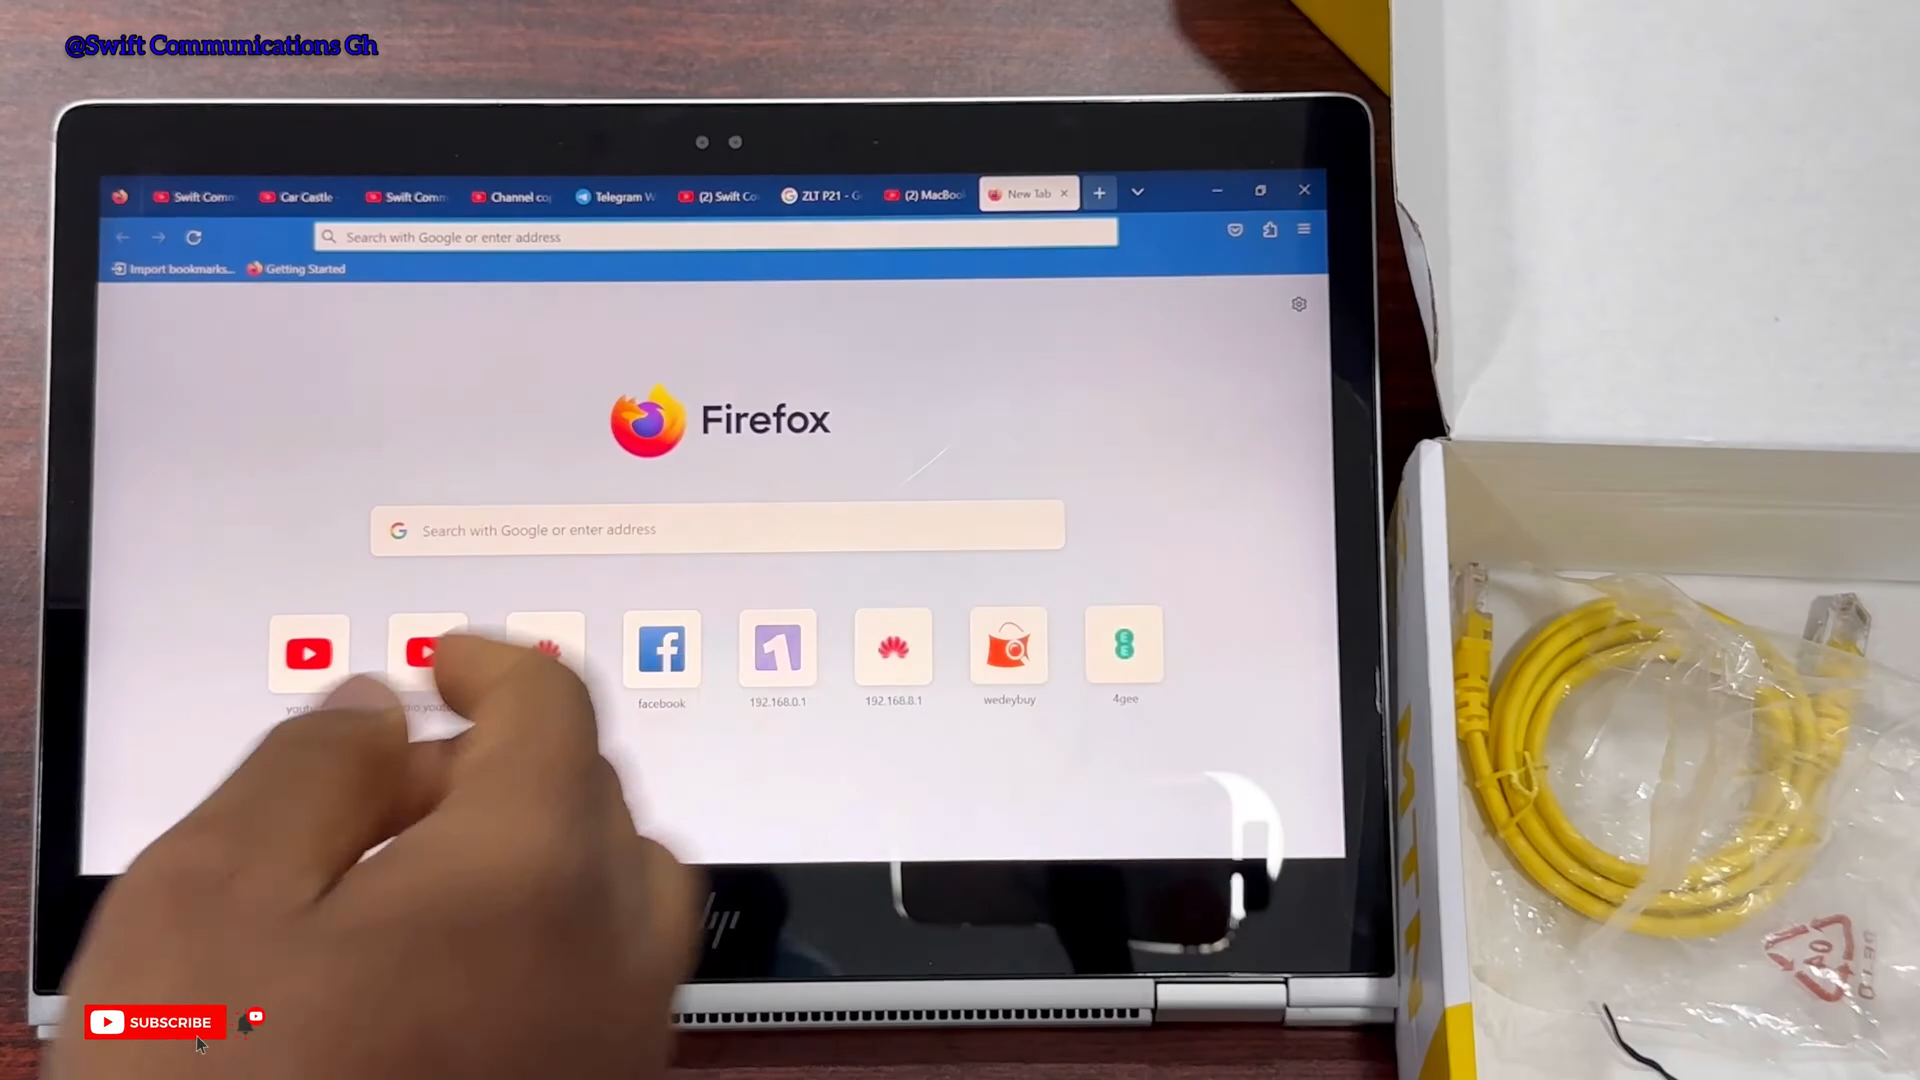 @Swift Communications Gh
Swift Comm
Car Castle
Swift Comm
Channel co
Telegram W
(2) Swift Co
ZLT P21 - G
(2) MacBoo
New Tab
Search with Google or enter address
Import bookmarks...
Getting Started
Firefox
Search with Google or enter address
facebook
192.168.0.1
192.168.8.1
wedeybuy
4gee
hp
MTN
SUBSCRIBE